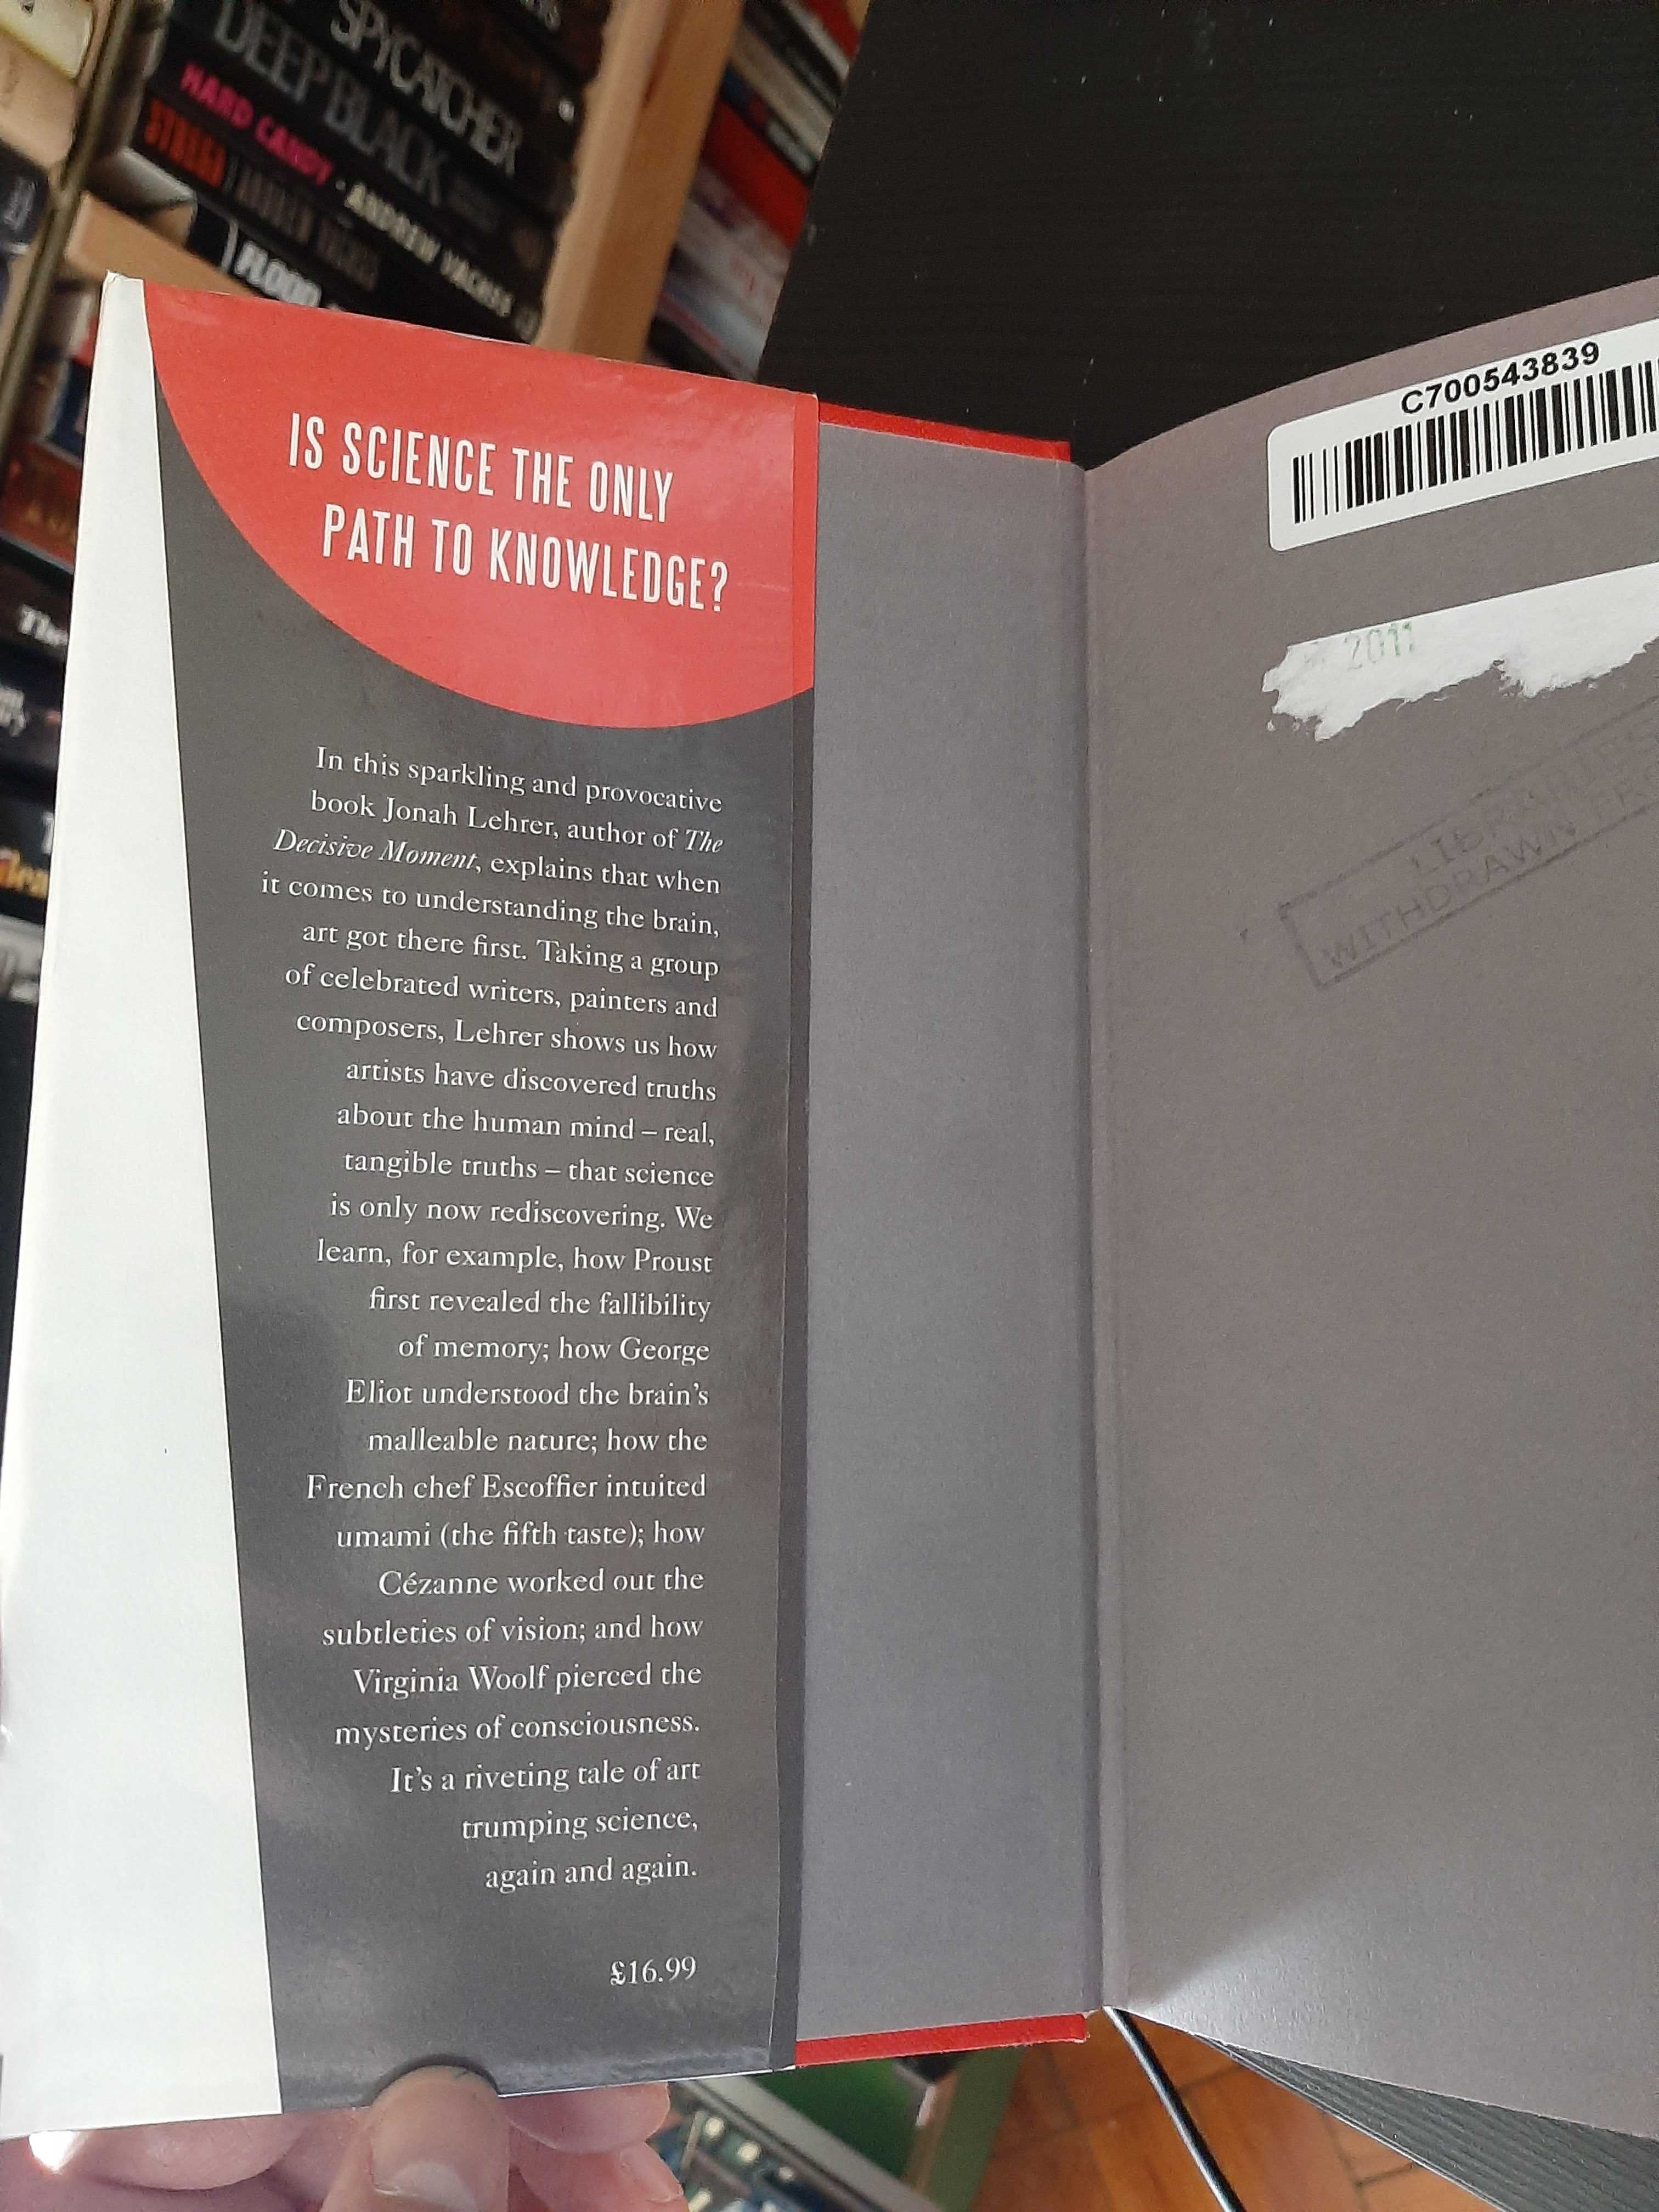 SPYCATCHER
DEEP BLACK
HARD CANDY · ANDREW VACHSS
STREGA
FLOOD
IS SCIENCE THE ONLY
PATH TO KNOWLEDGE?
In this sparkling and provocative
book Jonah Lehrer, author of The
Decisive Moment, explains that when
it comes to understanding the brain,
art got there first. Taking a group
of celebrated writers, painters and
composers, Lehrer shows us how
artists have discovered truths
about the human mind – real,
tangible truths – that science
is only now rediscovering. We
learn, for example, how Proust
first revealed the fallibility
of memory; how George
Eliot understood the brain's
malleable nature; how the
French chef Escoffier intuited
umami (the fifth taste); how
Cézanne worked out the
subtleties of vision; and how
Virginia Woolf pierced the
mysteries of consciousness.
It's a riveting tale of art
trumping science,
again and again.
£16.99
C700543839
2011
LIBRARIES
WITHDRAWN FRO